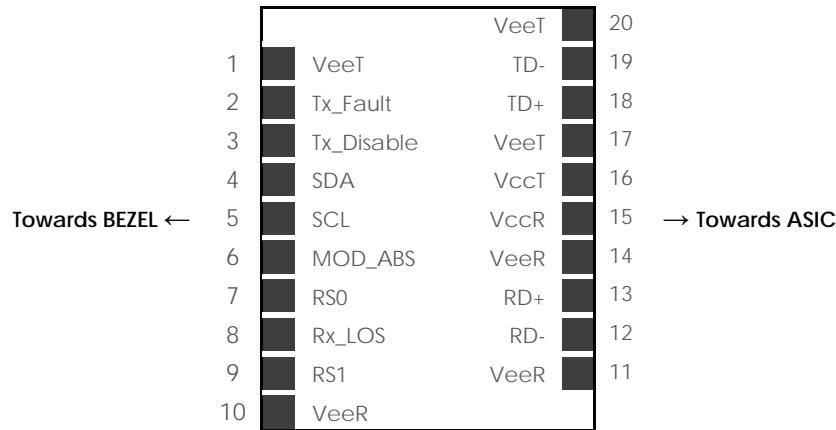 VeeT 20
1 VeeT TD- 19
2 Tx_Fault TD+ 18
3 Tx_Disable VeeT 17
4 SDA VccT 16
Towards BEZEL ← 5 SCL VccR 15 → Towards ASIC
6 MOD_ABS VeeR 14
7 RS0 RD+ 13
8 Rx_LOS RD- 12
9 RS1 VeeR 11
10 VeeR